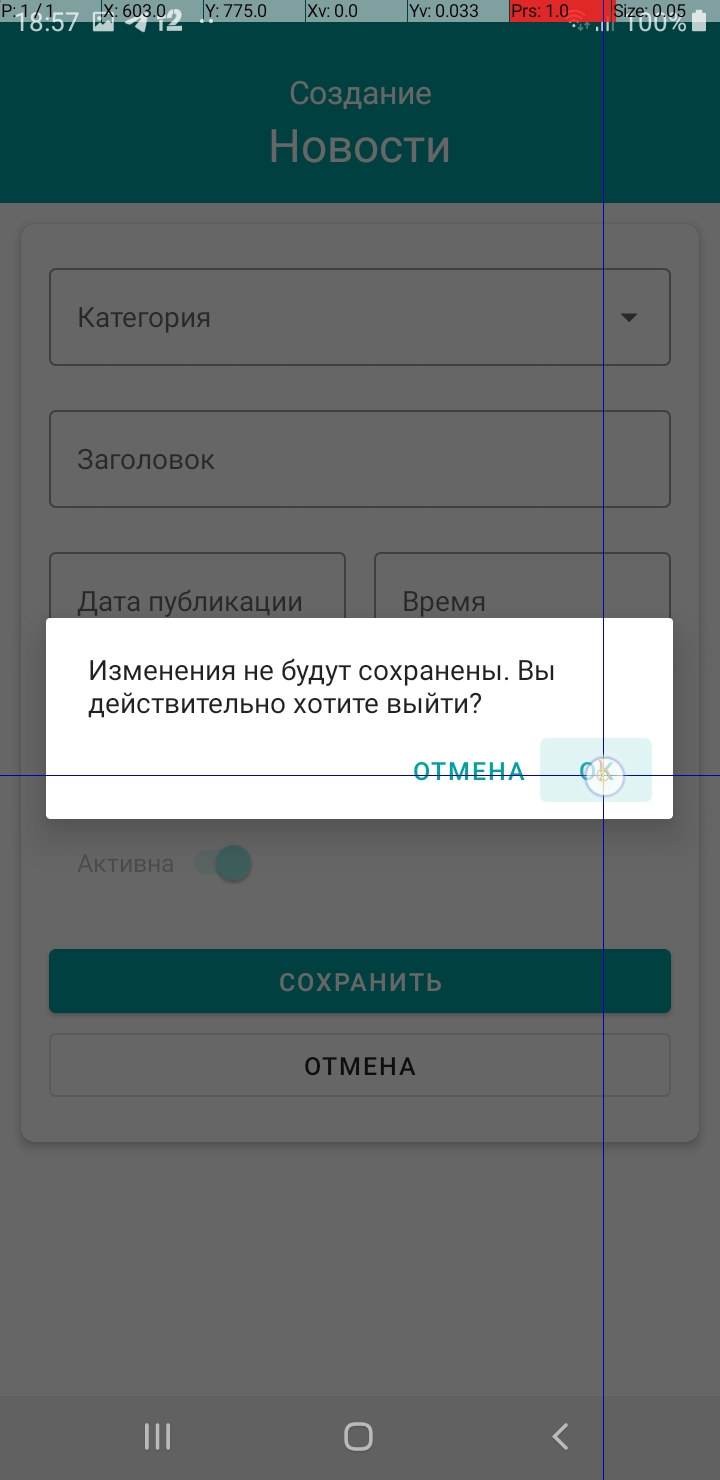 P: 1 / 1 X: 603.0 Y: 775.0 Xv: 0.0 Yv: 0.033 Prs: 1.0 Size: 0.05
18:57 100%
Создание
Новости
Категория
Заголовок
Дата публикации Время
Изменения не будут сохранены. Вы
действительно хотите выйти?
ОТМЕНА ОК
Активна
СОХРАНИТЬ
ОТМЕНА